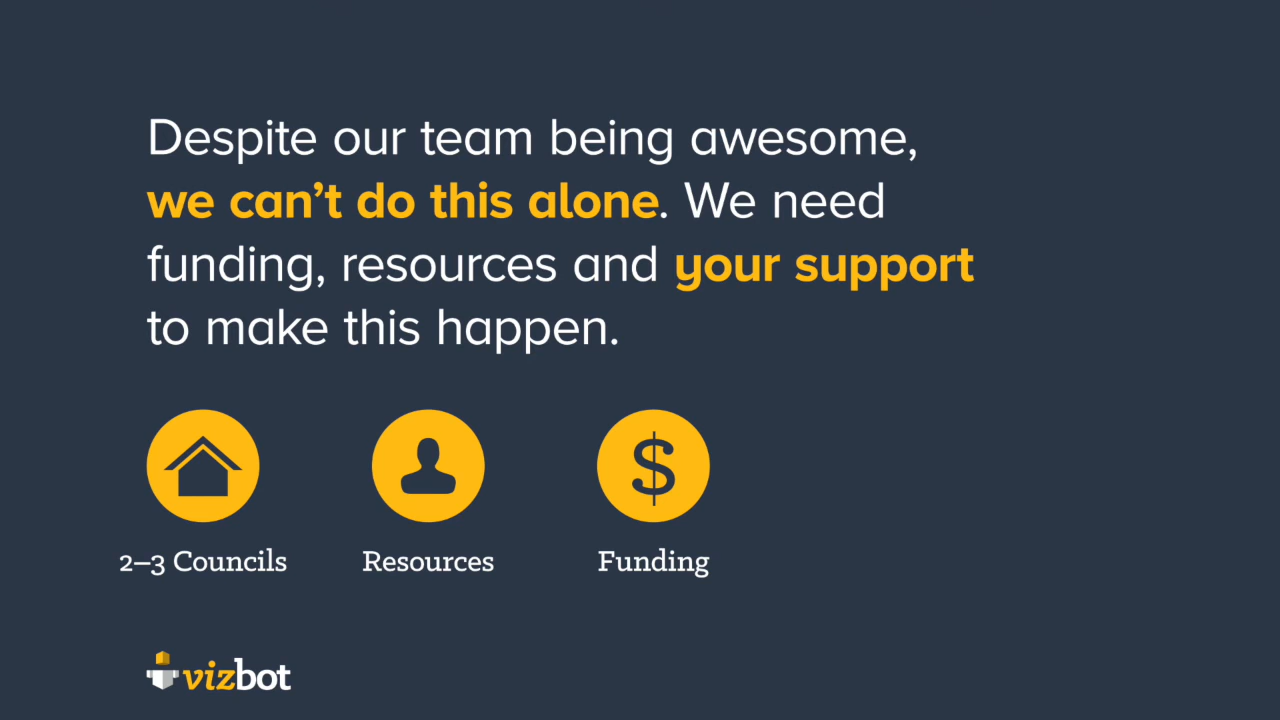 Despite our team being awesome,
we can’t do this alone. We need
funding, resources and your support
to make this happen.
$
2–3 Councils
Resources
Funding
vizbot